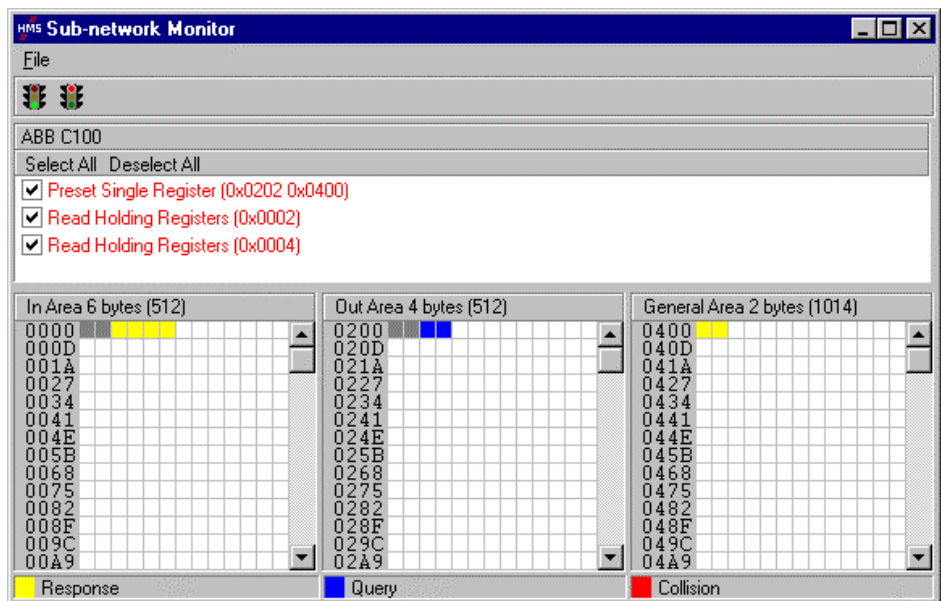 HMS Sub-network Monitor
File
ABB C100
Select All Deselect All
Preset Single Register (0x0202 0x0400)
Read Holding Registers (0x0002)
Read Holding Registers (0x0004)
In Area 6 bytes (512) Out Area 4 bytes (512) General Area 2 bytes (1014)
0000 0200 0400
000D 020D 040D
001A 021A 041A
0027 0227 0427
0034 0234 0434
0041 0241 0441
004E 024E 044E
005B 025B 045B
0068 0268 0468
0075 0275 0475
0082 0282 0482
008F 028F 048F
009C 029C 049C
00A9 02A9 04A9
Response Query Collision